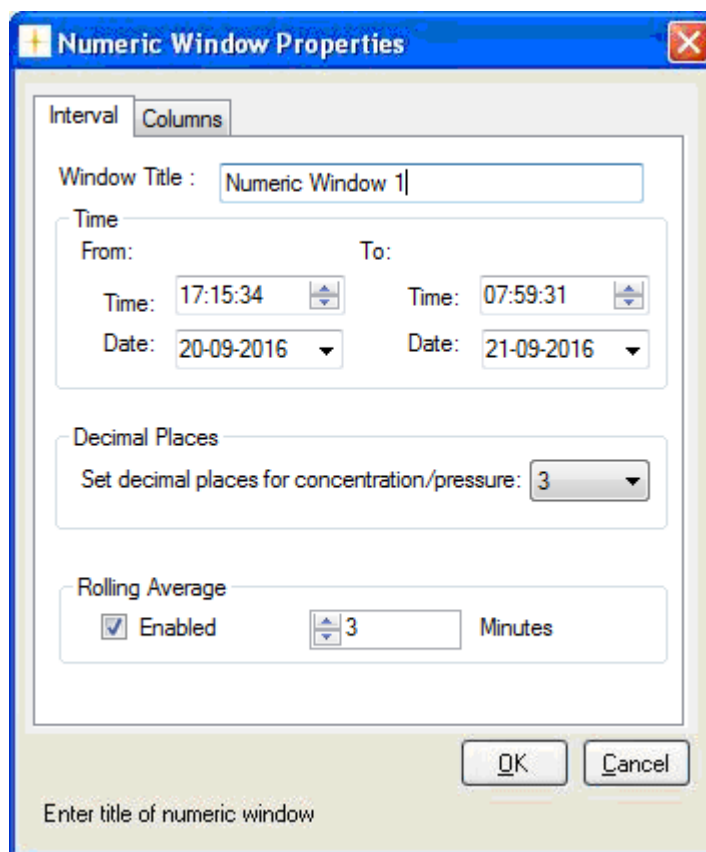 Numeric Window Properties
Interval Columns
Window Title : Numeric Window 1
Time
From: To:
Time: 17:15:34 Time: 07:59:31
Date: 20-09-2016 Date: 21-09-2016
Decimal Places
Set decimal places for concentration/pressure: 3
Rolling Average
Enabled 3 Minutes
OK Cancel
Enter title of numeric window